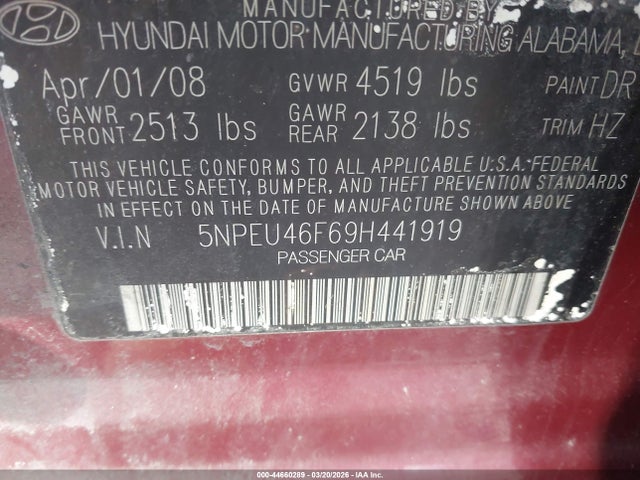 MANUFACTURED BY
HYUNDAI MOTOR MANUFACTURING ALABAMA,
Apr/01/08 GVWR 4519 lbs PAINT DR
GAWR FRONT 2513 lbs GAWR REAR 2138 lbs TRIM HZ
THIS VEHICLE CONFORMS TO ALL APPLICABLE U.S.A. FEDERAL
MOTOR VEHICLE SAFETY, BUMPER, AND THEFT PREVENTION STANDARDS
IN EFFECT ON THE DATE OF MANUFACTURE SHOWN ABOVE
V.I.N 5NPEU46F69H441919
PASSENGER CAR
000-44660289 - 03/20/2026 - IAA Inc.